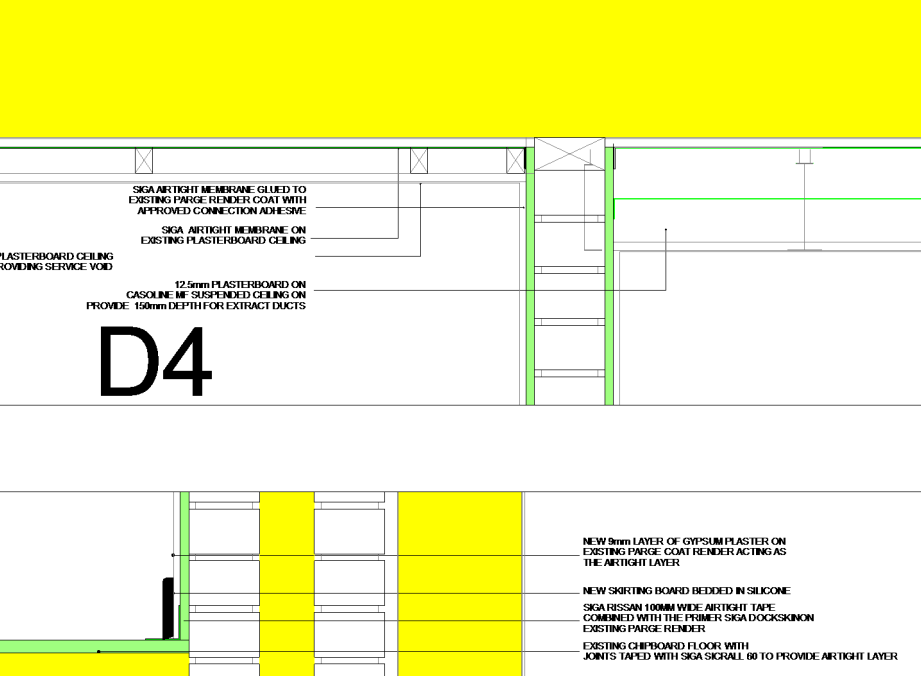 SIGA AIRTIGHT MEMBRANE GLUED TO
EXISTING PARGE RENDER COAT WITH
APPROVED CONNECTION ADHESIVE
SIGA AIRTIGHT MEMBRANE ON
EXISTING PLASTERBOARD CEILING
PLASTERBOARD CEILING
ROVIDING SERVICE VOID
12.5mm PLASTERBOARD ON
CASOLINE MF SUSPENDED CEILING ON
PROVIDE 150mm DEPTH FOR EXTRACT DUCTS
D4
NEW 9mm LAYER OF GYPSUM PLASTER ON
EXISTING PARGE COAT RENDER ACTING AS
THE AIRTIGHT LAYER
NEW SKIRTING BOARD BEDDED IN SILICONE
SIGA RISSAN 100MM WIDE AIRTIGHT TAPE
COMBINED WITH THE PRIMER SIGA DOCKSKINON
EXISTING PARGE RENDER
EXISTING CHIPBOARD FLOOR WITH
JOINTS TAPED WITH SIGA SICRALL 60 TO PROVIDE AIRTIGHT LAYER